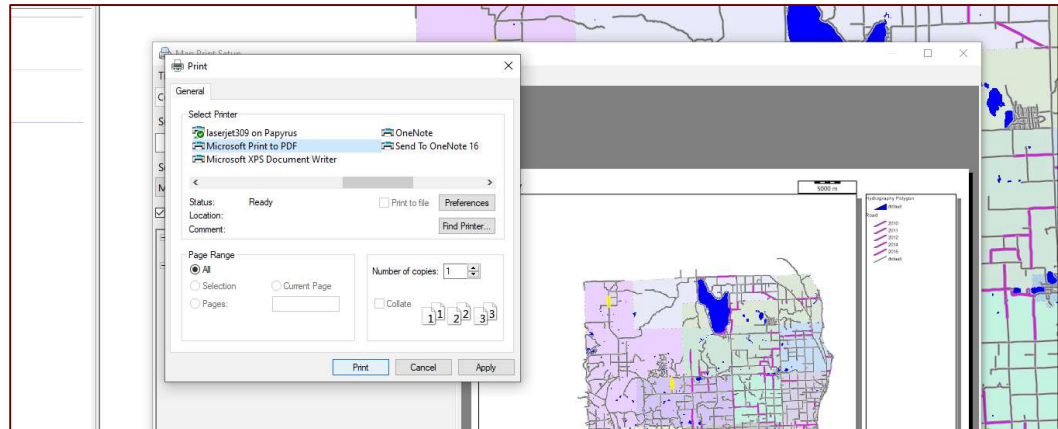 Map Print Setup
Print
General
Select Printer
laserjet309 on Papyrus
OneNote
Microsoft Print to PDF
Send To OneNote 16
Microsoft XPS Document Writer
Status: Ready
Print to file
Preferences
Location:
Comment:
Find Printer...
Page Range
All
Selection
Current Page
Pages:
Number of copies: 1
Collate
1 1 2 2 3 3
Print
Cancel
Apply
5000 m
Hydrography Polygon
default
Road
2010
2011
2012
2014
2015
default